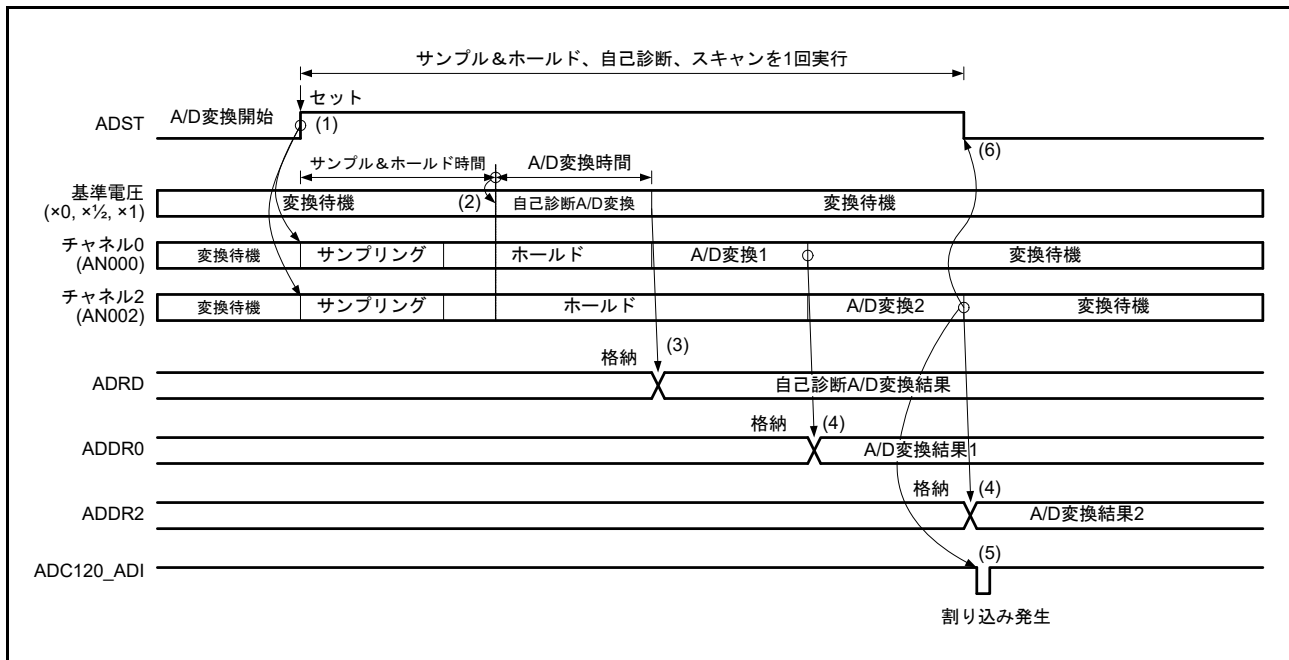 サンプル＆ホールド、自己診断、スキャンを1回実行
セット
A/D変換開始
ADST
(1)
(6)
サンプル＆ホールド時間
A/D変換時間
基準電圧
(×0, ×½, ×1)
変換待機
(2)
自己診断A/D変換
変換待機
チャネル0
(AN000)
変換待機
サンプリング
ホールド
A/D変換1
変換待機
チャネル2
(AN002)
変換待機
サンプリング
ホールド
A/D変換2
変換待機
格納
(3)
ADRD
自己診断A/D変換結果
格納
(4)
ADDR0
A/D変換結果1
格納
(4)
ADDR2
A/D変換結果2
(5)
ADC120_ADI
割り込み発生